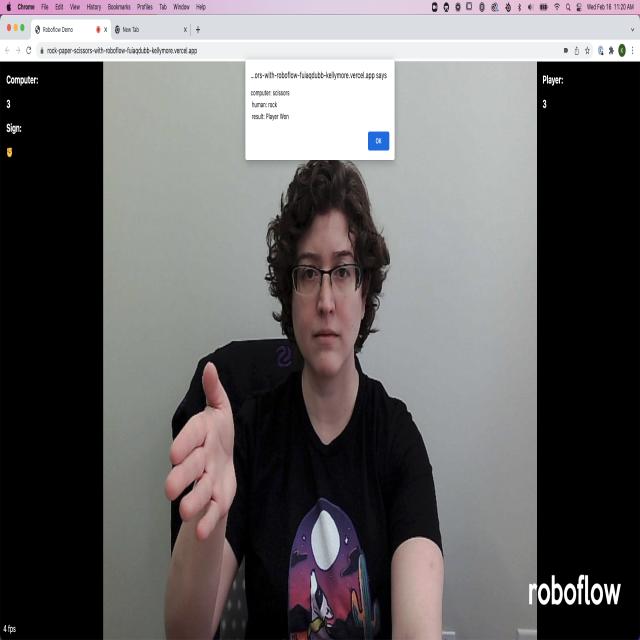 Chrome File Edit View History Bookmarks Profiles Tab Window Help
Wed Feb 16 11:20 AM
Roboflow Demo
New Tab
rock-paper-scissors-with-roboflow-fuiaqdubb-kellymore.vercel.app
...ors-with-roboflow-fuiaqdubb-kellymore.vercel.app says
computer: scissors
human: rock
result: Player Won
OK
Computer:
3
Sign:
Player:
3
roboflow
4 fps